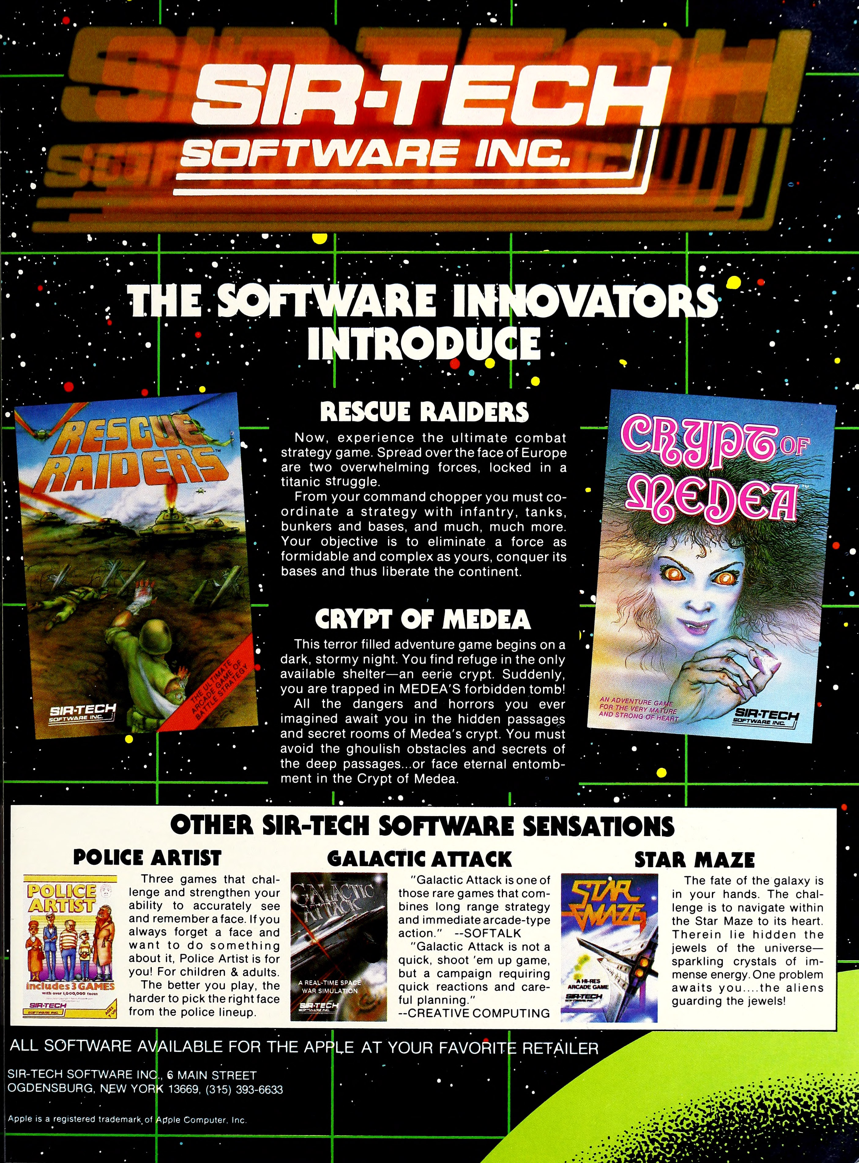 SIR-TECH
SOFTWARE INC.
THE SOFTWARE INNOVATORS
INTRODUCE
RESCUE
RAIDERS™
THE ULTIMATE
ARCADE GAME OF
BATTLE STRATEGY
SIR-TECH
SOFTWARE INC.
RESCUE RAIDERS
Now, experience the ultimate combat
strategy game. Spread over the face of Europe
are two overwhelming forces, locked in a
titanic struggle.
From your command chopper you must co-
ordinate a strategy with infantry, tanks,
bunkers and bases, and much, much more.
Your objective is to eliminate a force as
formidable and complex as yours, conquer its
bases and thus liberate the continent.
CRYPT OF MEDEA
This terror filled adventure game begins on a
dark, stormy night. You find refuge in the only
available shelter—an eerie crypt. Suddenly,
you are trapped in MEDEA'S forbidden tomb!
All the dangers and horrors you ever
imagined await you in the hidden passages
and secret rooms of Medea's crypt. You must
avoid the ghoulish obstacles and secrets of
the deep passages...or face eternal entomb-
ment in the Crypt of Medea.
CRYPT OF
MEDEA™
AN ADVENTURE GAME
FOR THE VERY MATURE
AND STRONG OF HEART
SIR-TECH
SOFTWARE INC.
OTHER SIR-TECH SOFTWARE SENSATIONS
POLICE ARTIST
POLICE
ARTIST
includes 3 GAMES
SIR-TECH
Three games that chal-
lenge and strengthen your
ability to accurately see
and remember a face. If you
always forget a face and
want to do something
about it, Police Artist is for
you! For children & adults.
The better you play, the
harder to pick the right face
from the police lineup.
GALACTIC ATTACK
GALACTIC
ATTACK
A REAL-TIME SPACE
WAR SIMULATION
SIR-TECH
"Galactic Attack is one of
those rare games that com-
bines long range strategy
and immediate arcade-type
action." --SOFTALK
"Galactic Attack is not a
quick, shoot 'em up game,
but a campaign requiring
quick reactions and care-
ful planning."
--CREATIVE COMPUTING
STAR MAZE
STAR
MAZE
A HI-RES
ARCADE GAME
SIR-TECH
The fate of the galaxy is
in your hands. The chal-
lenge is to navigate within
the Star Maze to its heart.
Therein lie hidden the
jewels of the universe—
sparkling crystals of im-
mense energy. One problem
awaits you....the aliens
guarding the jewels!
ALL SOFTWARE AVAILABLE FOR THE APPLE AT YOUR FAVORITE RETAILER
SIR-TECH SOFTWARE INC., 6 MAIN STREET
OGDENSBURG, NEW YORK 13669, (315) 393-6633
Apple is a registered trademark of Apple Computer, Inc.